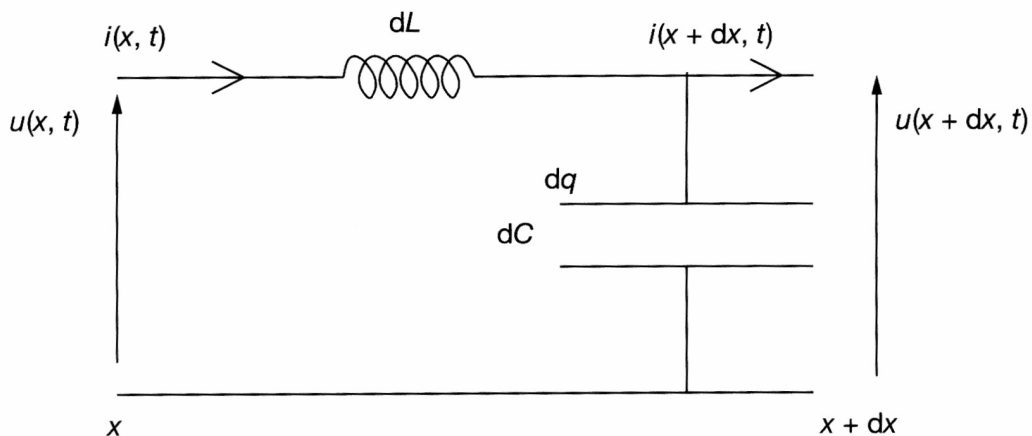 dL
i(x, t)
i(x + dx, t)
u(x, t)
u(x + dx, t)
dq
dC
x
x + dx